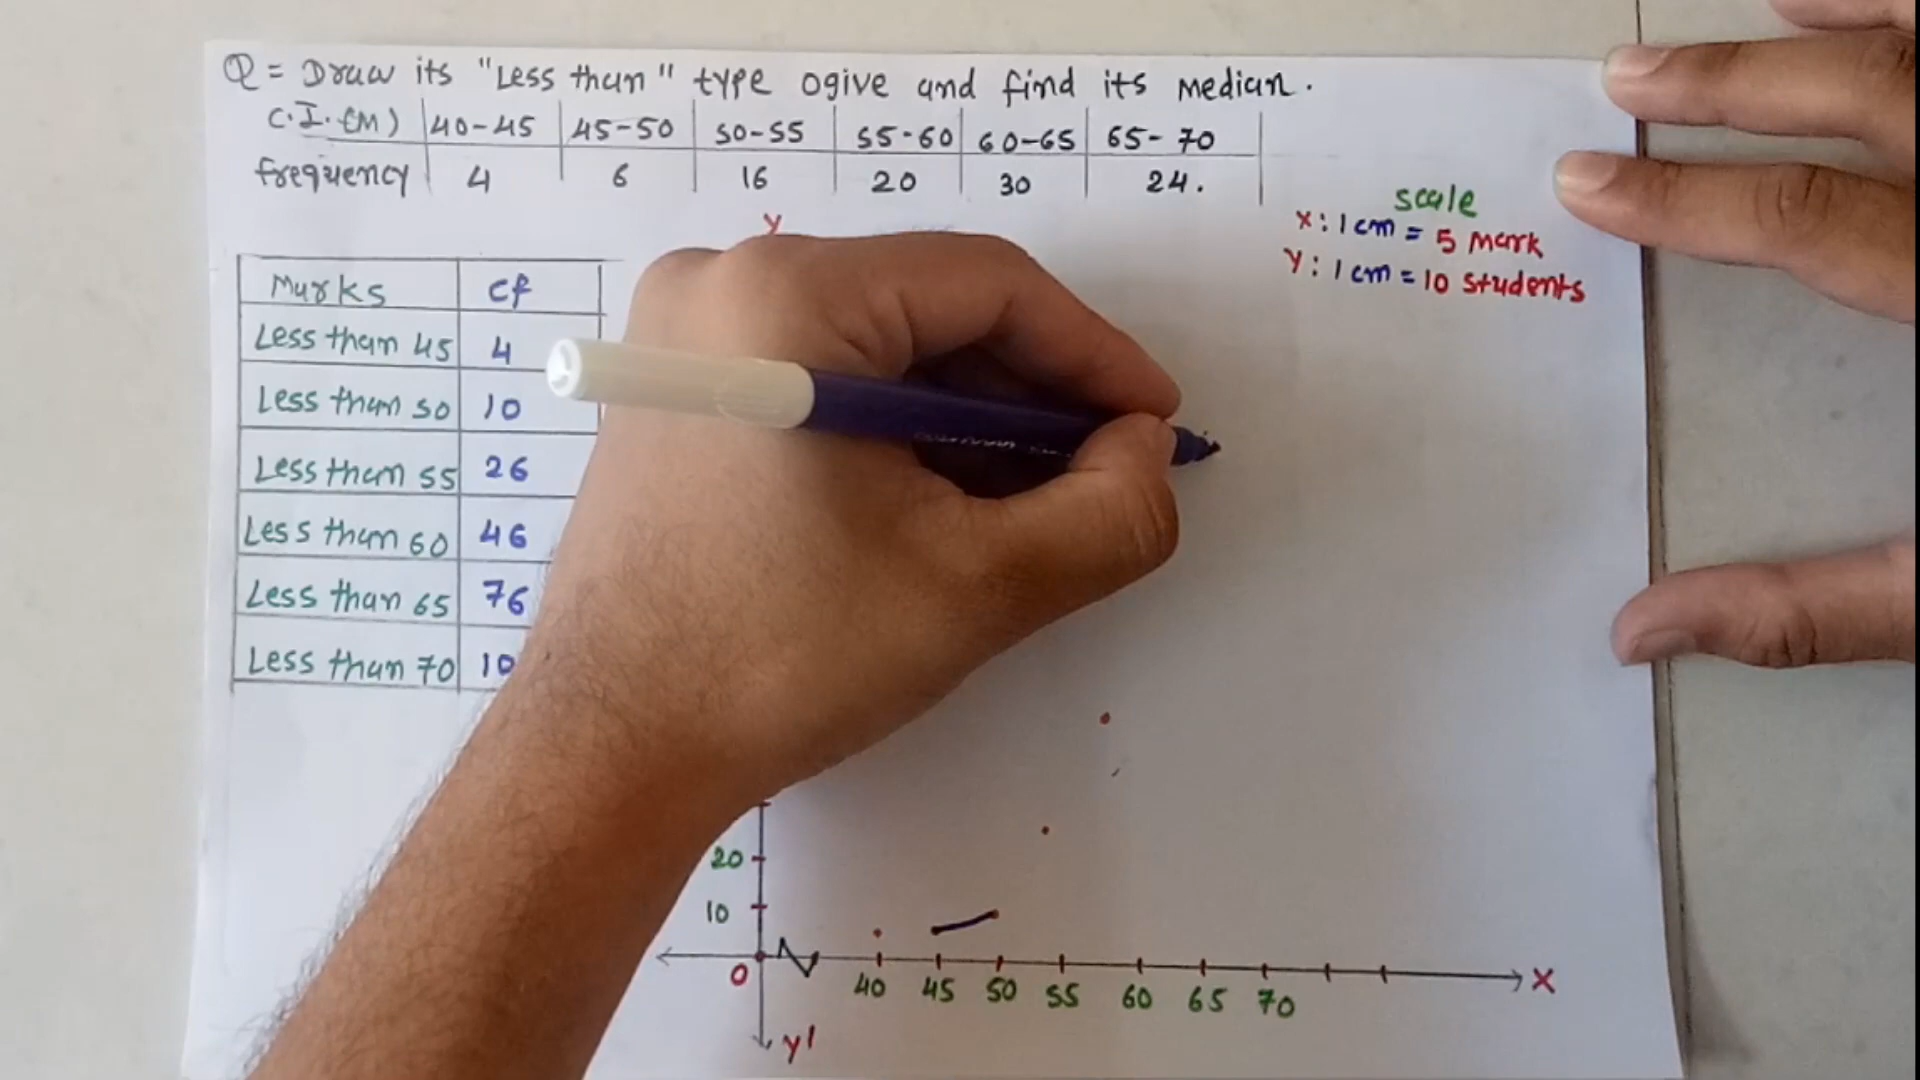 Q = Draw its "Less than" type ogive and find its median.
C.I. (M) 40-45 45-50 50-55 55-60 60-65 65-70
frequency 4 6 16 20 30 24.
scale
X: 1 cm = 5 mark
Y: 1 cm = 10 students
Y
Marks cf
Less than 45 4
Less than 50 10
Less than 55 26
Less than 60 46
Less than 65 76
Less than 70 10
20
10
0 40 45 50 55 60 65 70 X
y'